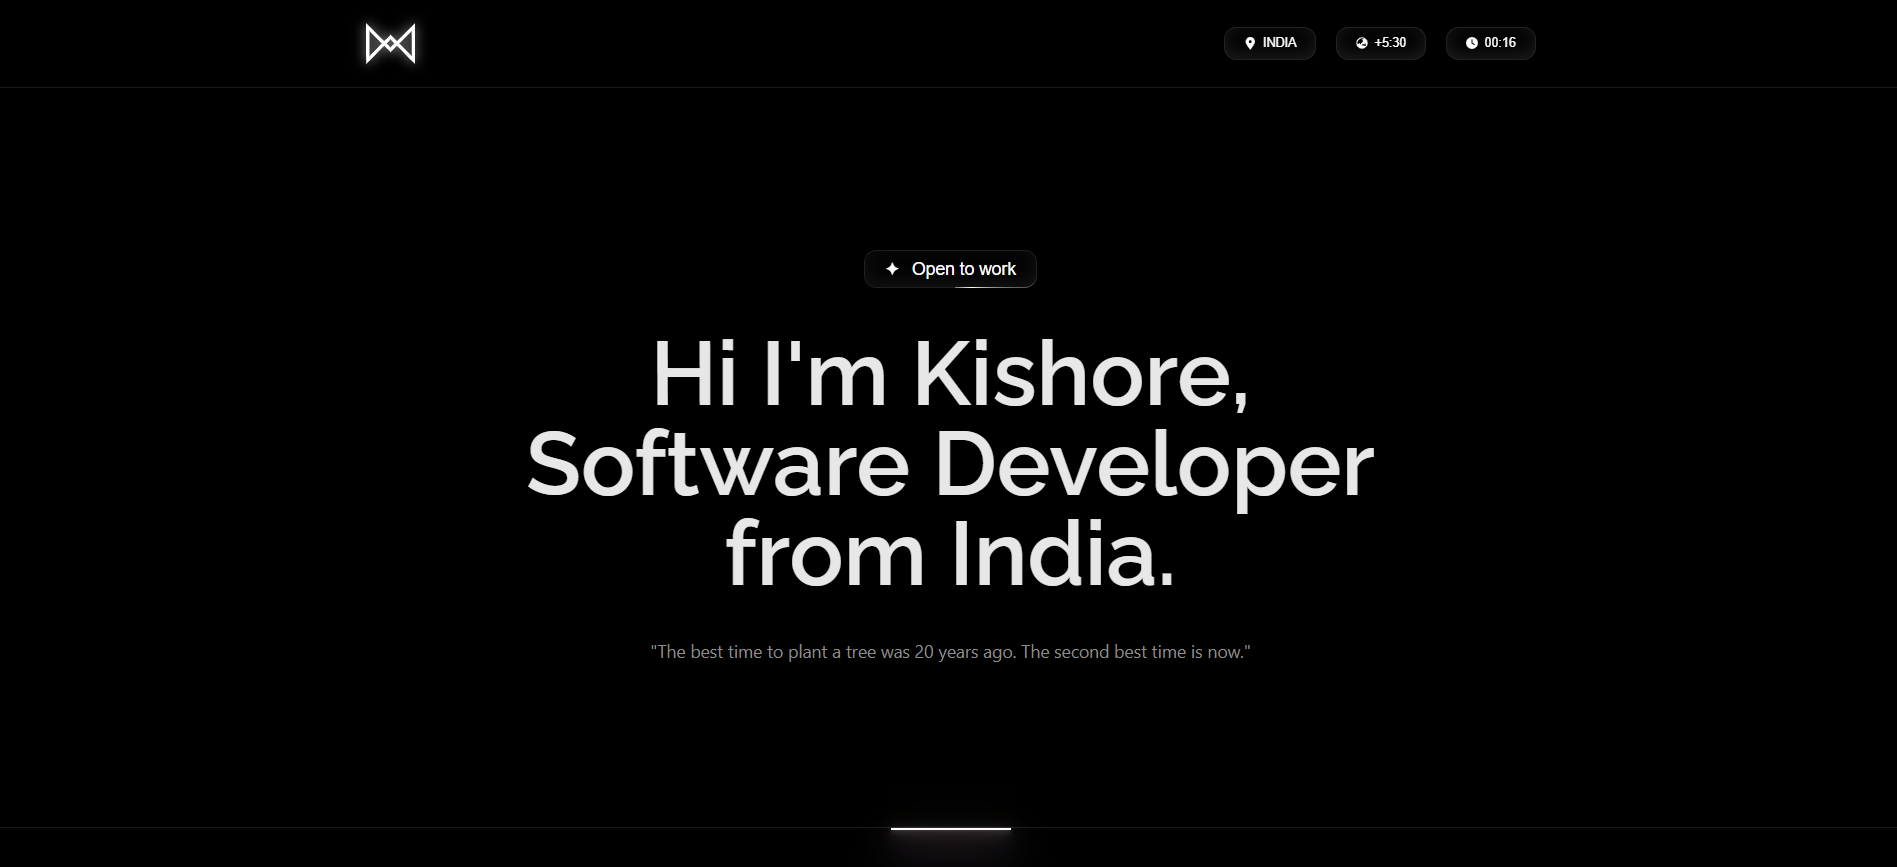 INDIA
+5:30
00:16
Open to work
Hi I'm Kishore,
Software Developer
from India.
"The best time to plant a tree was 20 years ago. The second best time is now."